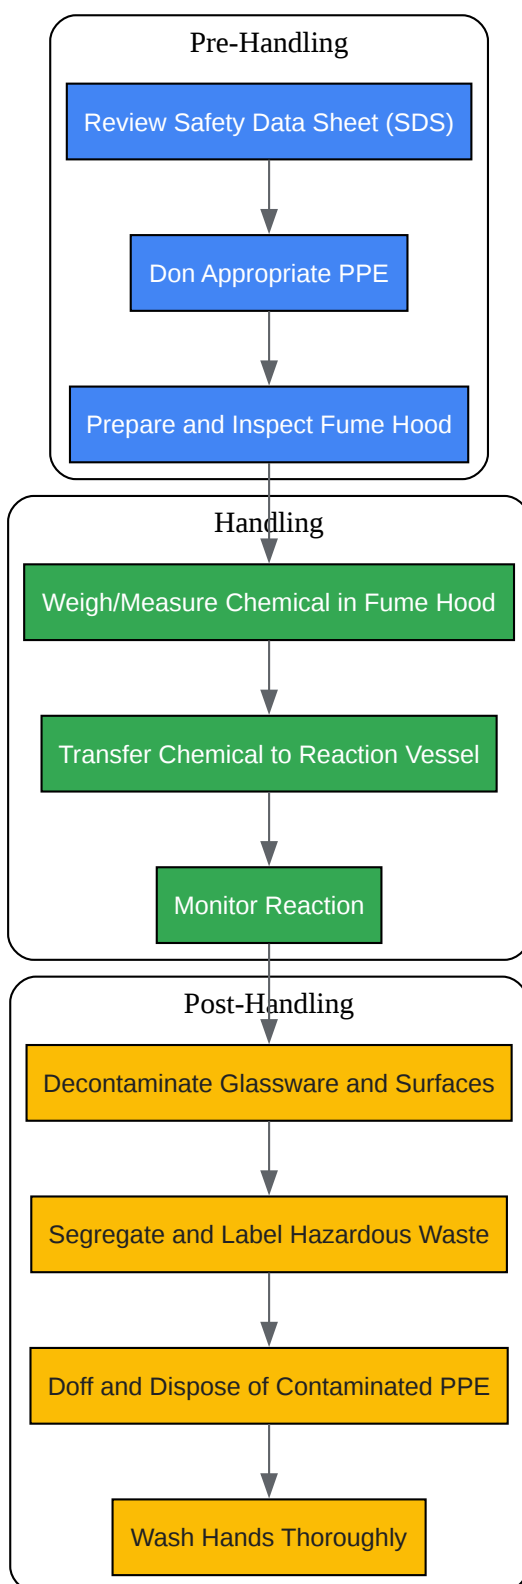 Pre-Handling
Review Safety Data Sheet (SDS)
Don Appropriate PPE
Prepare and Inspect Fume Hood
Handling
Weigh/Measure Chemical in Fume Hood
Transfer Chemical to Reaction Vessel
Monitor Reaction
Post-Handling
Decontaminate Glassware and Surfaces
Segregate and Label Hazardous Waste
Doff and Dispose of Contaminated PPE
Wash Hands Thoroughly